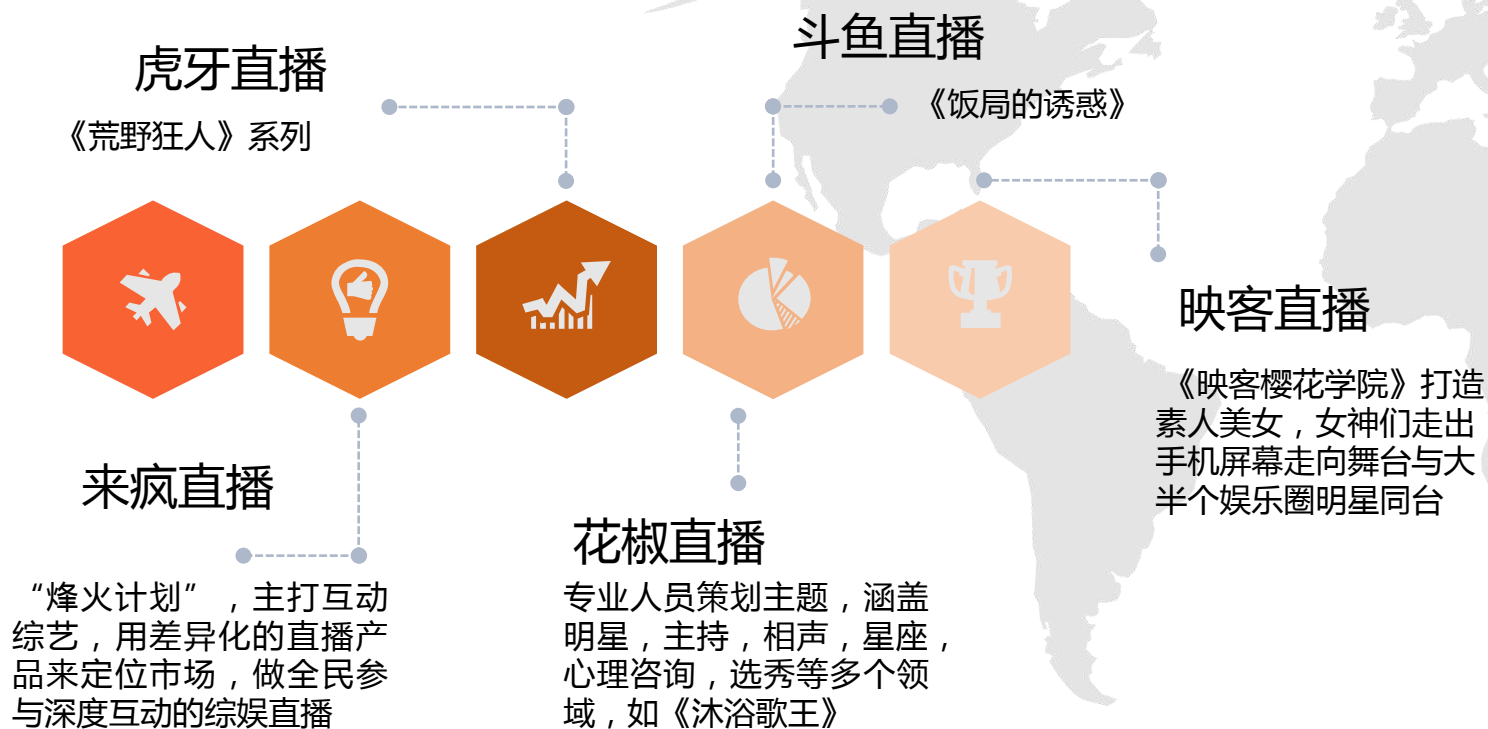 虎牙直播
《荒野狂人》系列
斗鱼直播
《饭局的诱惑》
映客直播
《映客樱花学院》打造
素人美女，女神们走出
手机屏幕走向舞台与大
半个娱乐圈明星同台
来疯直播
“烽火计划”，主打互动
综艺，用差异化的直播产
品来定位市场，做全民参
与深度互动的综娱直播
花椒直播
专业人员策划主题，涵盖
明星，主持，相声，星座，
心理咨询，选秀等多个领
域，如《沐浴歌王》